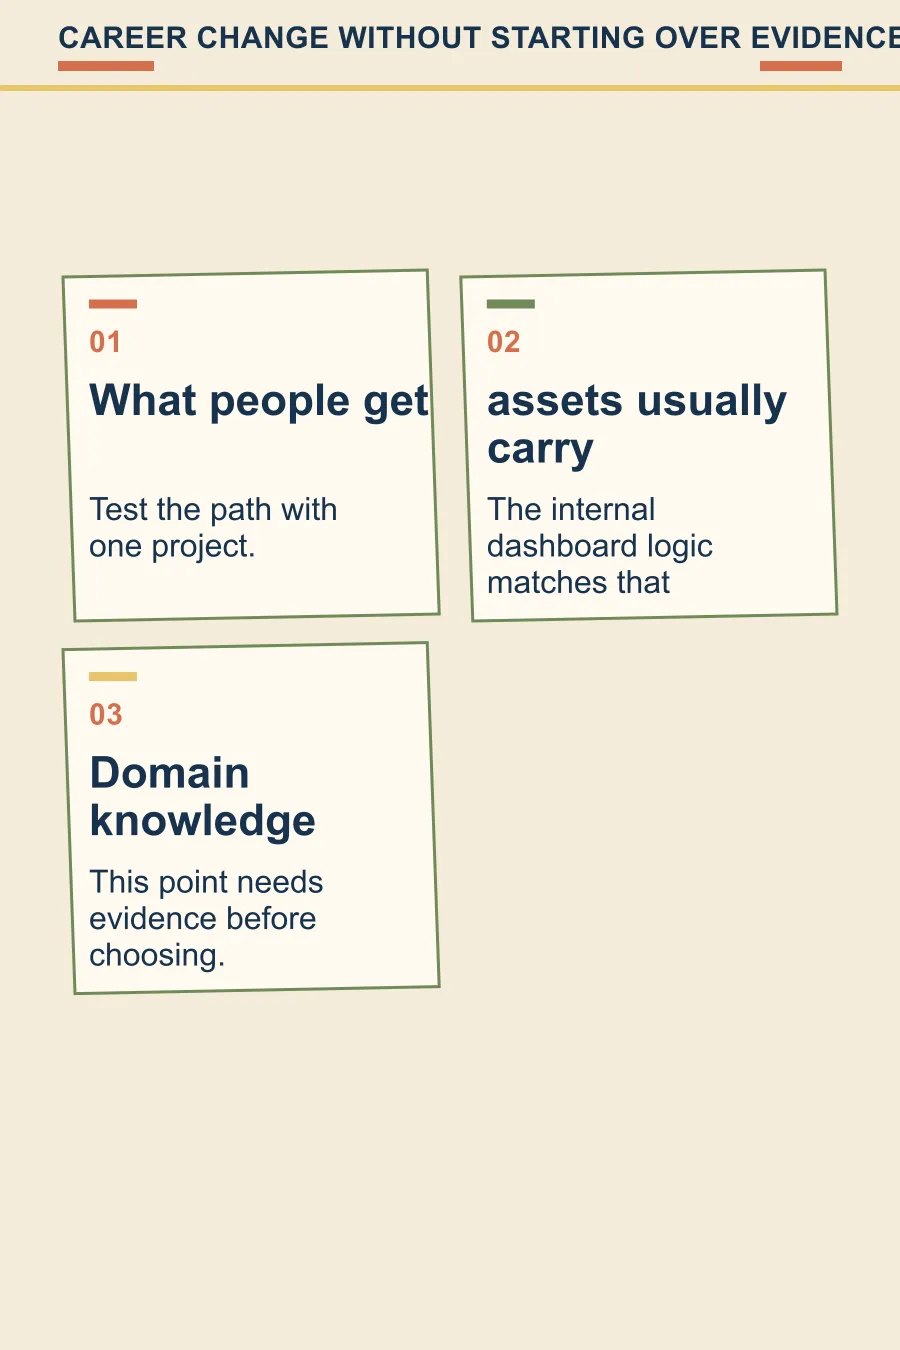 CAREER CHANGE WITHOUT STARTING OVER EVIDENCE
01
What people get
Test the path with
one project.
02
assets usually
carry
The internal
dashboard logic
matches that
03
Domain
knowledge
This point needs
evidence before
choosing.